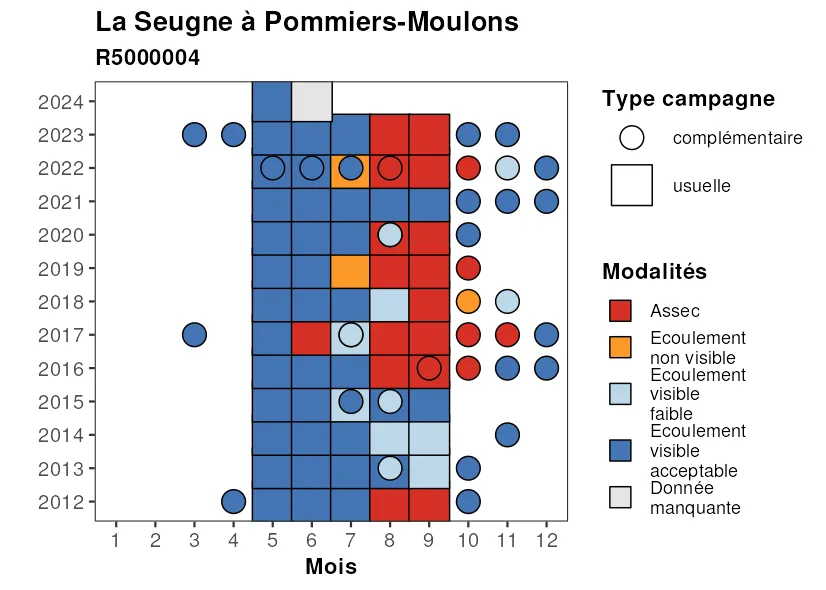 La Seugne à Pommiers-Moulons
R5000004
2024
2023
2022
2021
2020
2019
2018
2017
2016
2015
2014
2013
2012
1 2 3 4 5 6 7 8 9 10 11 12
Mois
Type campagne
complémentaire
usuelle
Modalités
Assec
Ecoulement
non visible
Ecoulement
visible
faible
Ecoulement
visible
acceptable
Donnée
manquante